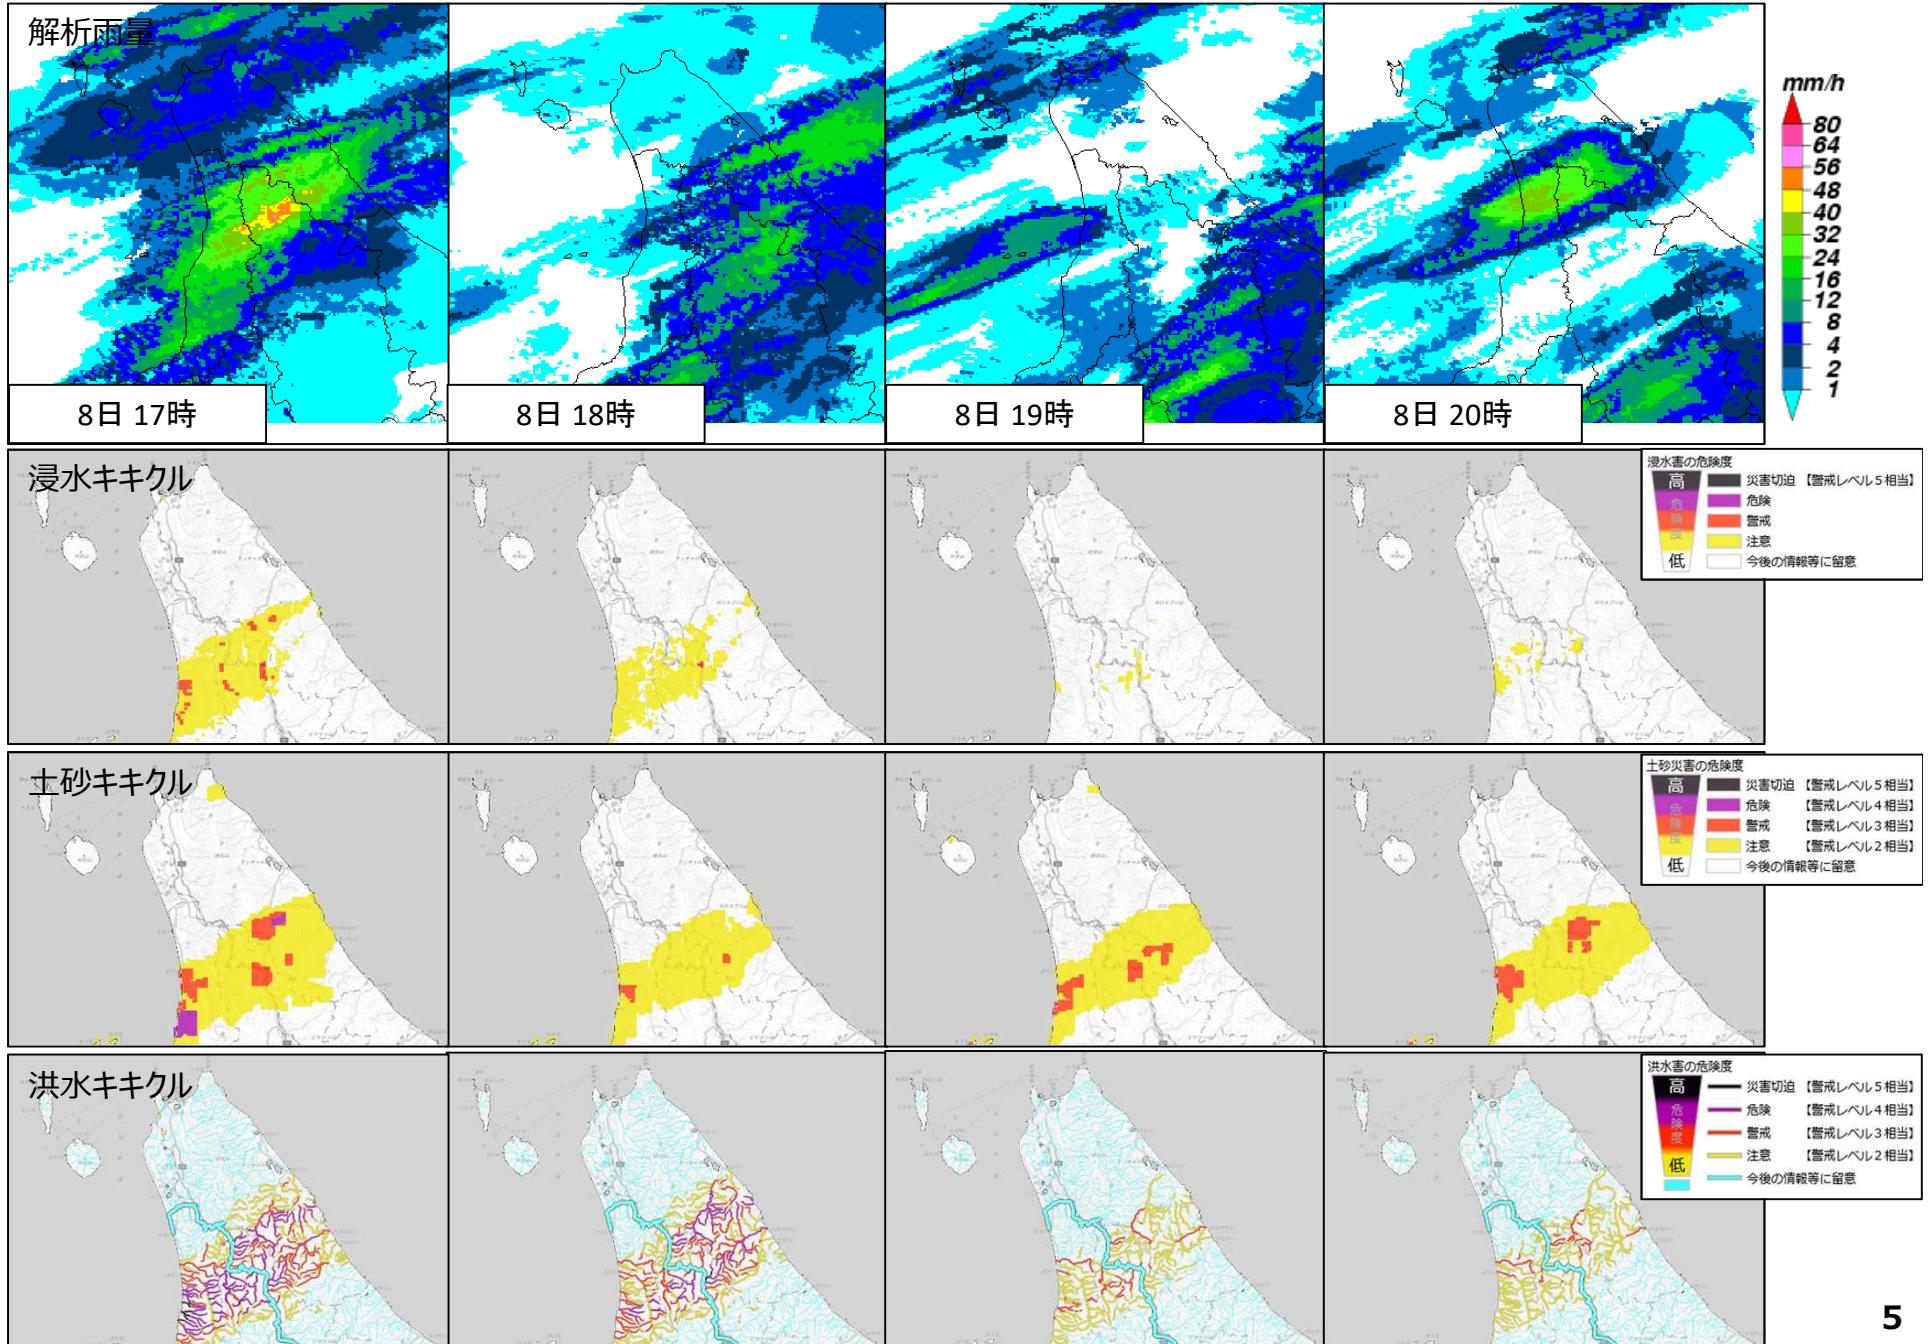 解析雨量
8日 17時
8日 18時
8日 19時
8日 20時
mm/h
80
64
56
48
40
32
24
16
12
8
4
2
1
浸水キキクル
浸水害の危険度
高
危険度
低
災害切迫 【警戒レベル5相当】
危険
警戒
注意
今後の情報等に留意
土砂キキクル
土砂災害の危険度
高
危険度
低
災害切迫 【警戒レベル5相当】
危険 【警戒レベル4相当】
警戒 【警戒レベル3相当】
注意 【警戒レベル2相当】
今後の情報等に留意
洪水キキクル
洪水害の危険度
高
危険度
低
災害切迫 【警戒レベル5相当】
危険 【警戒レベル4相当】
警戒 【警戒レベル3相当】
注意 【警戒レベル2相当】
今後の情報等に留意
5